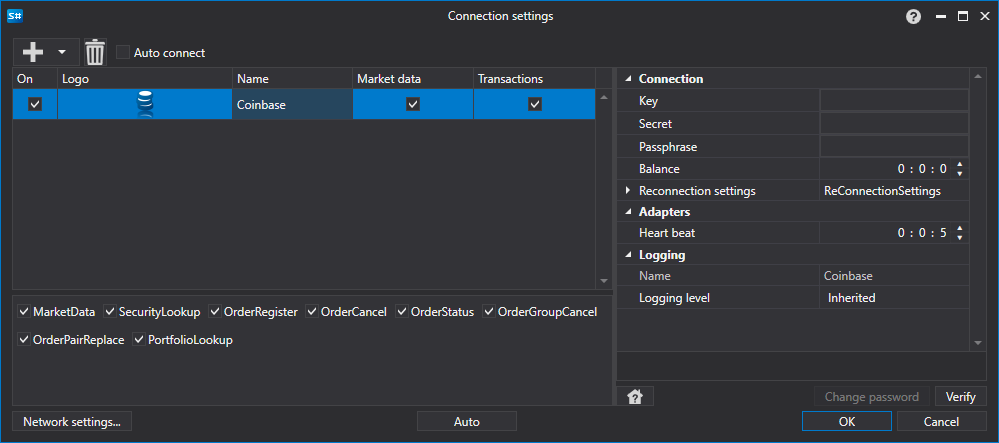 S# Connection settings ?
Auto connect
On Logo Name Market data Transactions
Coinbase
Connection
Key
Secret
Passphrase
Balance 0 : 0 : 0
Reconnection settings ReConnectionSettings
Adapters
Heart beat 0 : 0 : 5
Logging
Name Coinbase
Logging level Inherited
MarketData SecurityLookup OrderRegister OrderCancel OrderStatus OrderGroupCancel
OrderPairReplace PortfolioLookup
? Change password Verify
Network settings... Auto OK Cancel